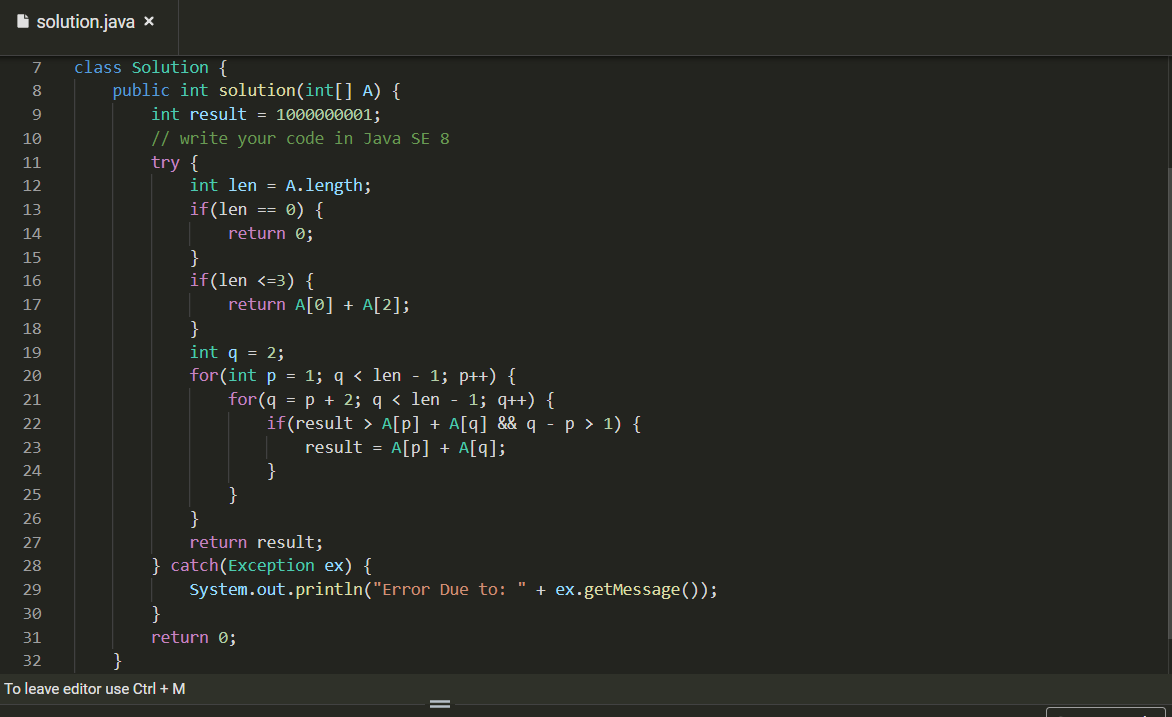 solution.java ×
7 class Solution {
8 public int solution(int[] A) {
9 int result = 1000000001;
10 // write your code in Java SE 8
11 try {
12 int len = A.length;
13 if(len == 0) {
14 return 0;
15 }
16 if(len <=3) {
17 return A[0] + A[2];
18 }
19 int q = 2;
20 for(int p = 1; q < len - 1; p++) {
21 for(q = p + 2; q < len - 1; q++) {
22 if(result > A[p] + A[q] && q - p > 1) {
23 result = A[p] + A[q];
24 }
25 }
26 }
27 return result;
28 } catch(Exception ex) {
29 System.out.println("Error Due to: " + ex.getMessage());
30 }
31 return 0;
32 }
To leave editor use Ctrl + M